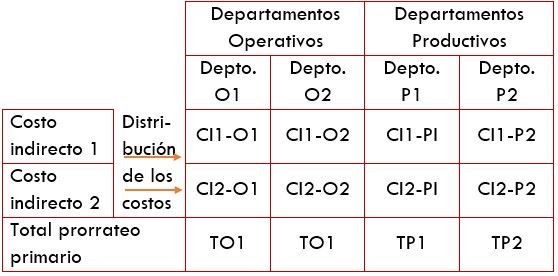 Departamentos Departamentos
Operativos Productivos
Depto. Depto. Depto. Depto.
O1 O2 P1 P2
Costo Distri-
indirecto 1 bución CI1-O1 CI1-O2 CI1-PI CI1-P2
Costo de los
indirecto 2 costos CI2-O1 CI2-O2 CI2-PI CI2-P2
Total prorrateo
primario TO1 TO1 TP1 TP2